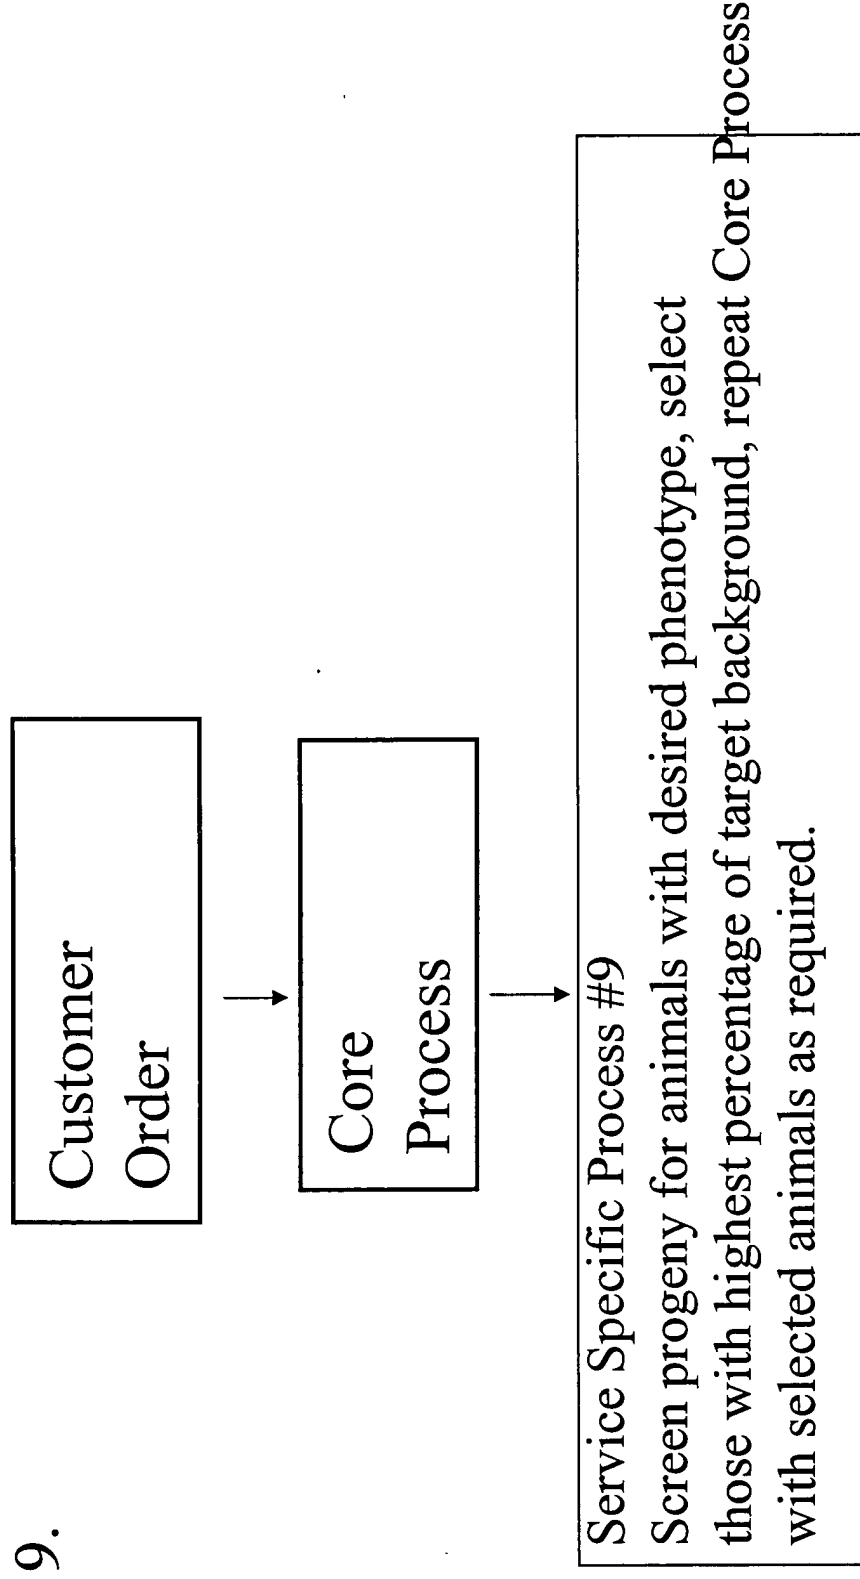 9.
Customer
Order
Core
Process
Service Specific Process #9
Screen progeny for animals with desired phenotype, select
those with highest percentage of target background, repeat Core Process
with selected animals as required.